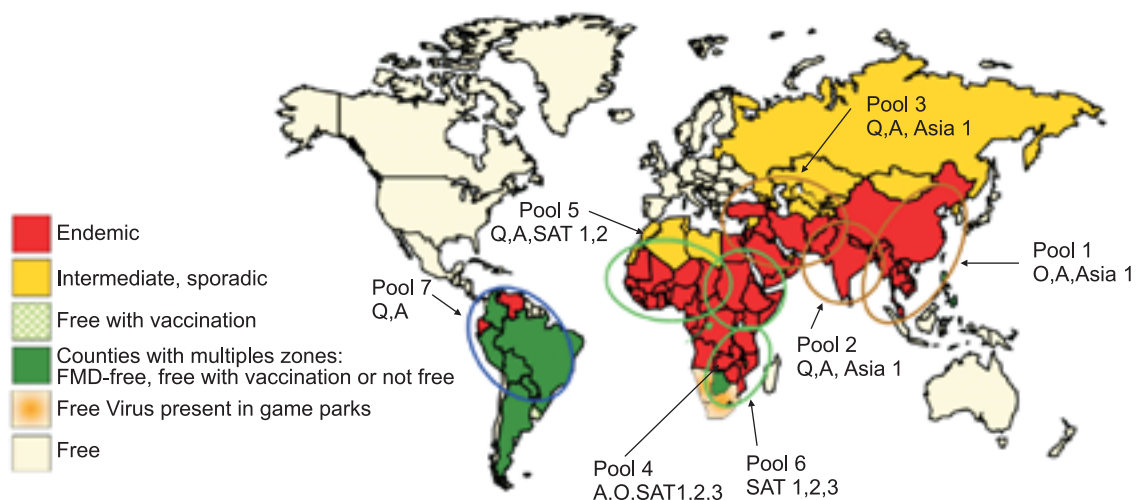 Pool 3
Q,A, Asia 1
Pool 5
Q,A,SAT 1,2
Endemic
Intermediate, sporadic
Free with vaccination
Counties with multiples zones:
FMD-free, free with vaccination or not free
Free Virus present in game parks
Free
Pool 7
Q,A
Pool 1
O,A,Asia 1
Pool 2
Q,A, Asia 1
Pool 4
A,O,SAT1,2,3
Pool 6
SAT 1,2,3